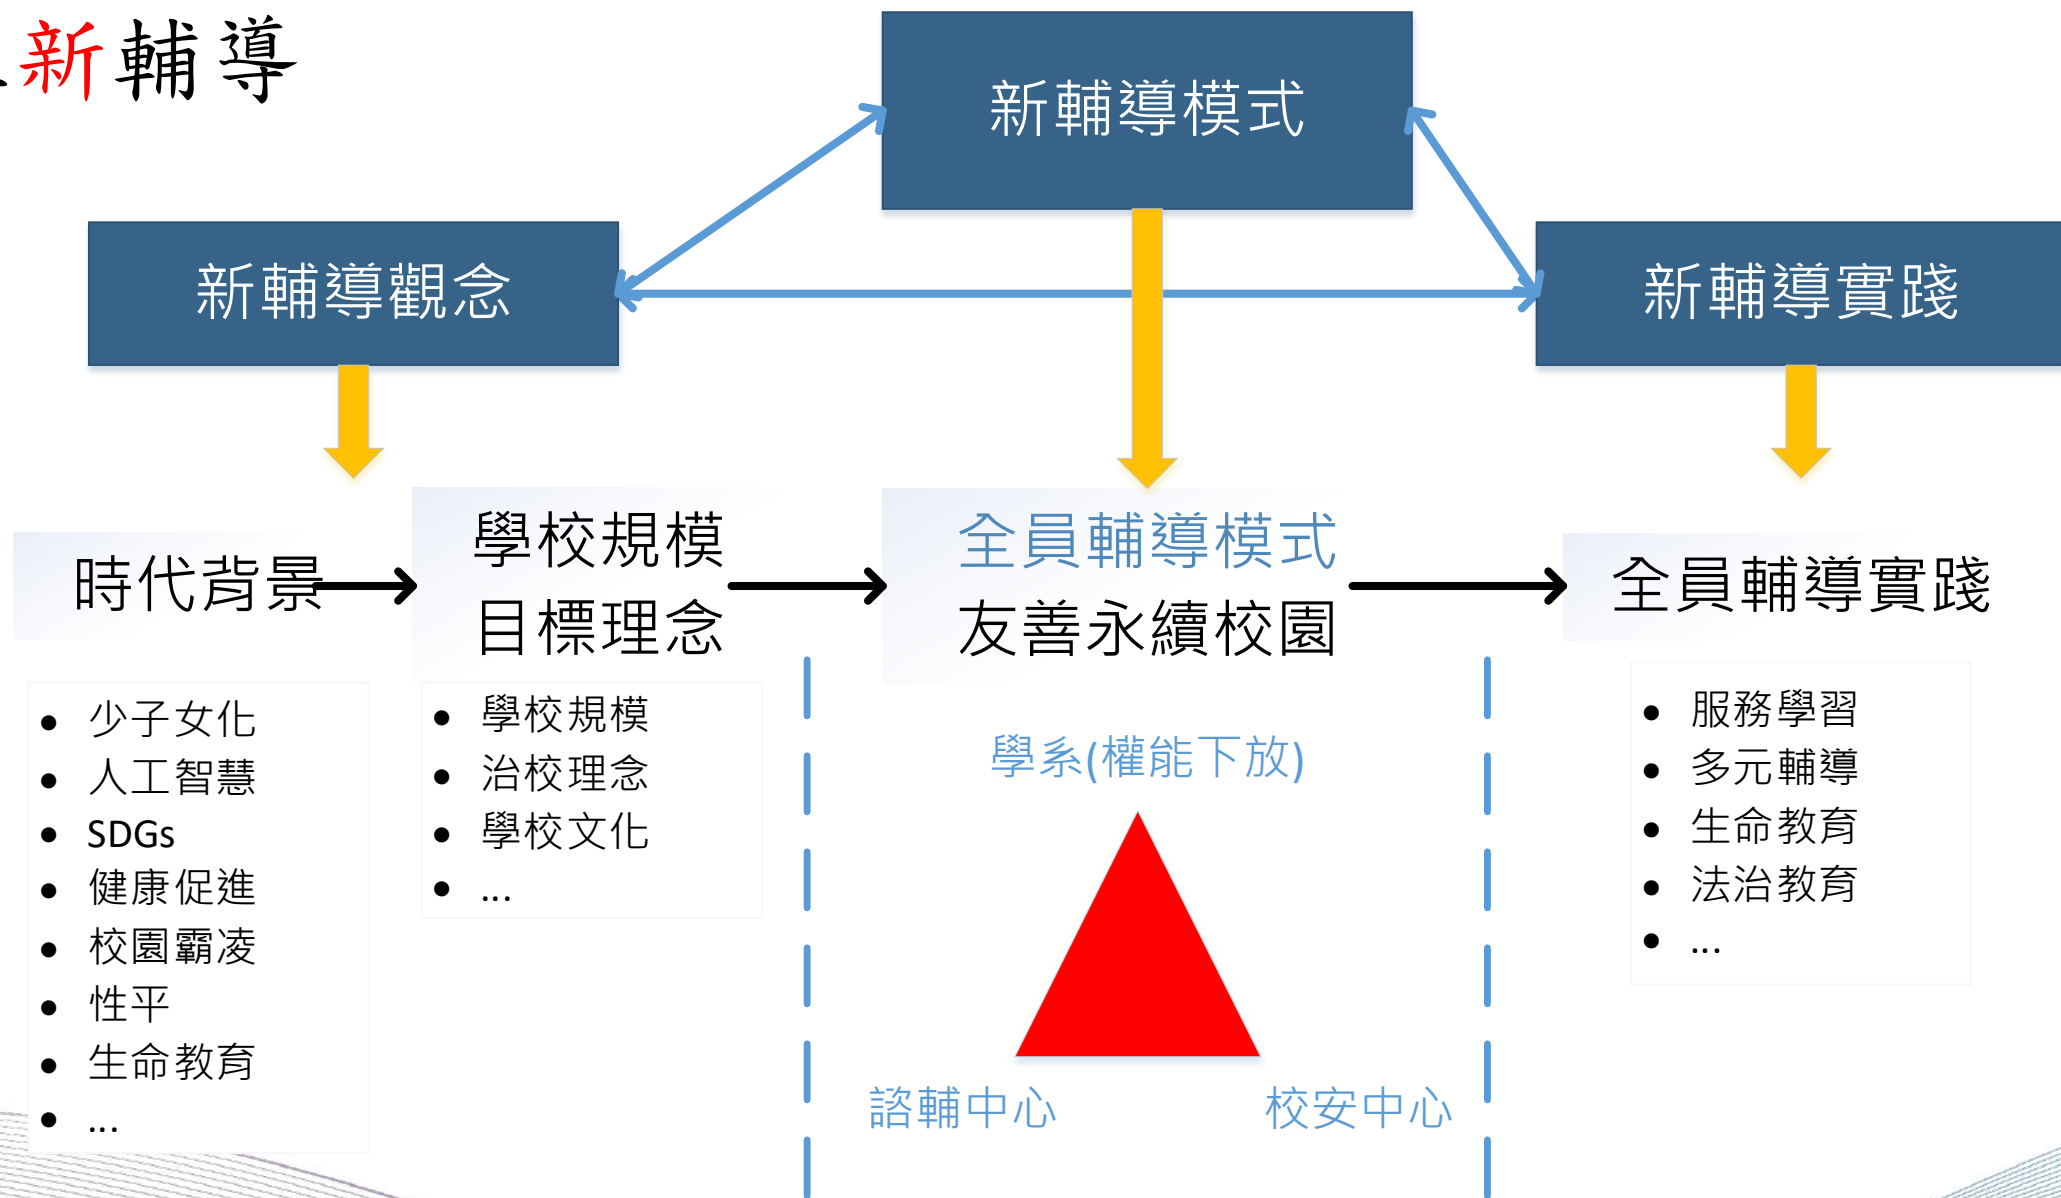 新輔導
新輔導模式
新輔導觀念
新輔導實踐
時代背景
學校規模
目標理念
全員輔導模式
友善永續校園
全員輔導實踐
• 少子女化
• 人工智慧
• SDGs
• 健康促進
• 校園霸凌
• 性平
• 生命教育
• ...
• 學校規模
• 治校理念
• 學校文化
• ...
學系(權能下放)
諮輔中心
校安中心
• 服務學習
• 多元輔導
• 生命教育
• 法治教育
• ...